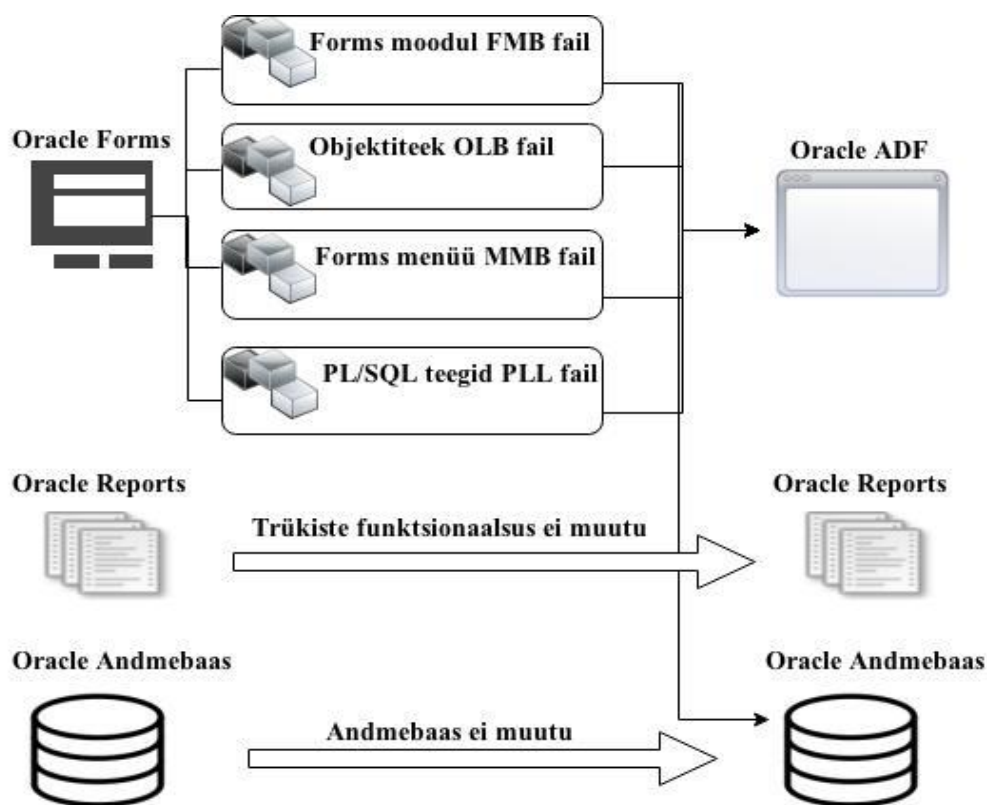 Forms moodul FMB fail
Oracle Forms
Objektiteek OLB fail
Oracle ADF
Forms menüü MMB fail
PL/SQL teegid PLL fail
Oracle Reports
Oracle Reports
Trükiste funktsionaalsus ei muutu
Oracle Andmebaas
Oracle Andmebaas
Andmebaas ei muutu